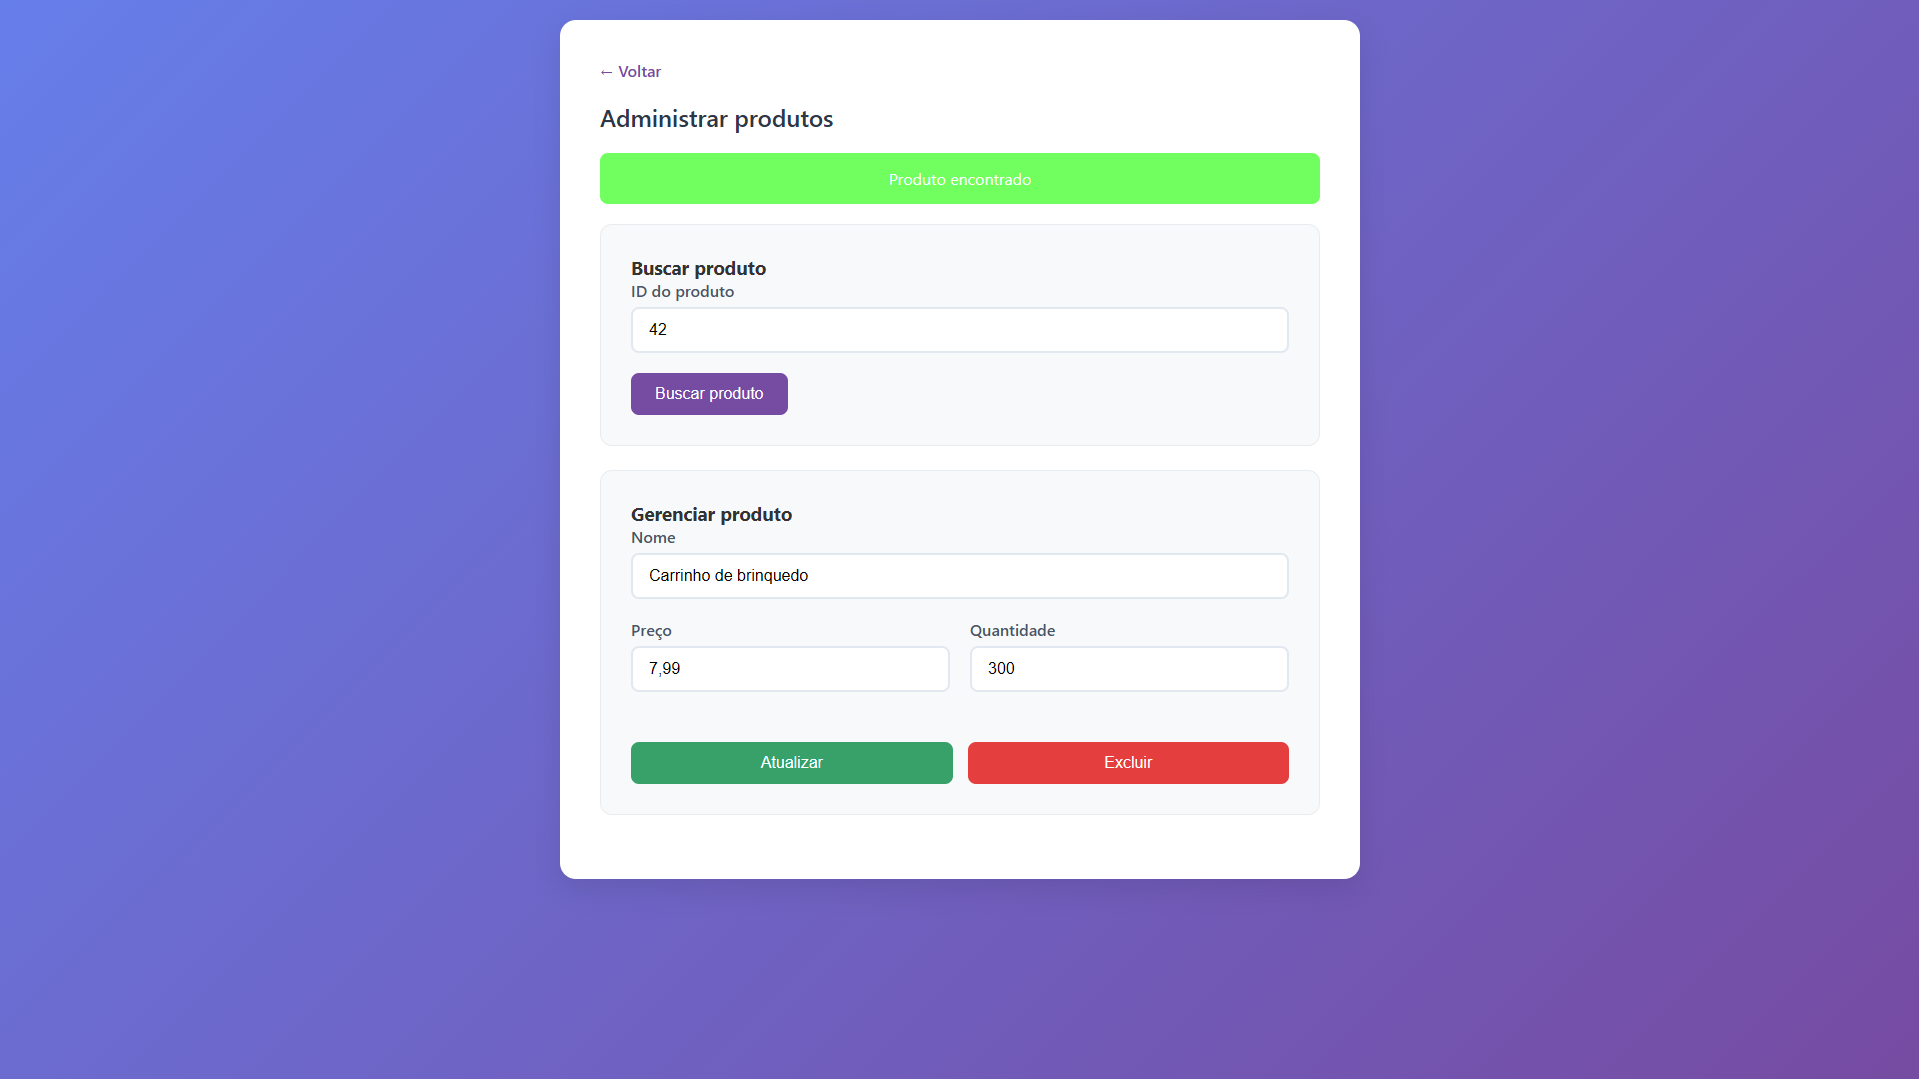 ← Voltar
Administrar produtos
Produto encontrado
Buscar produto
ID do produto
42
Buscar produto
Gerenciar produto
Nome
Carrinho de brinquedo
Preço Quantidade
7,99 300
Atualizar Excluir